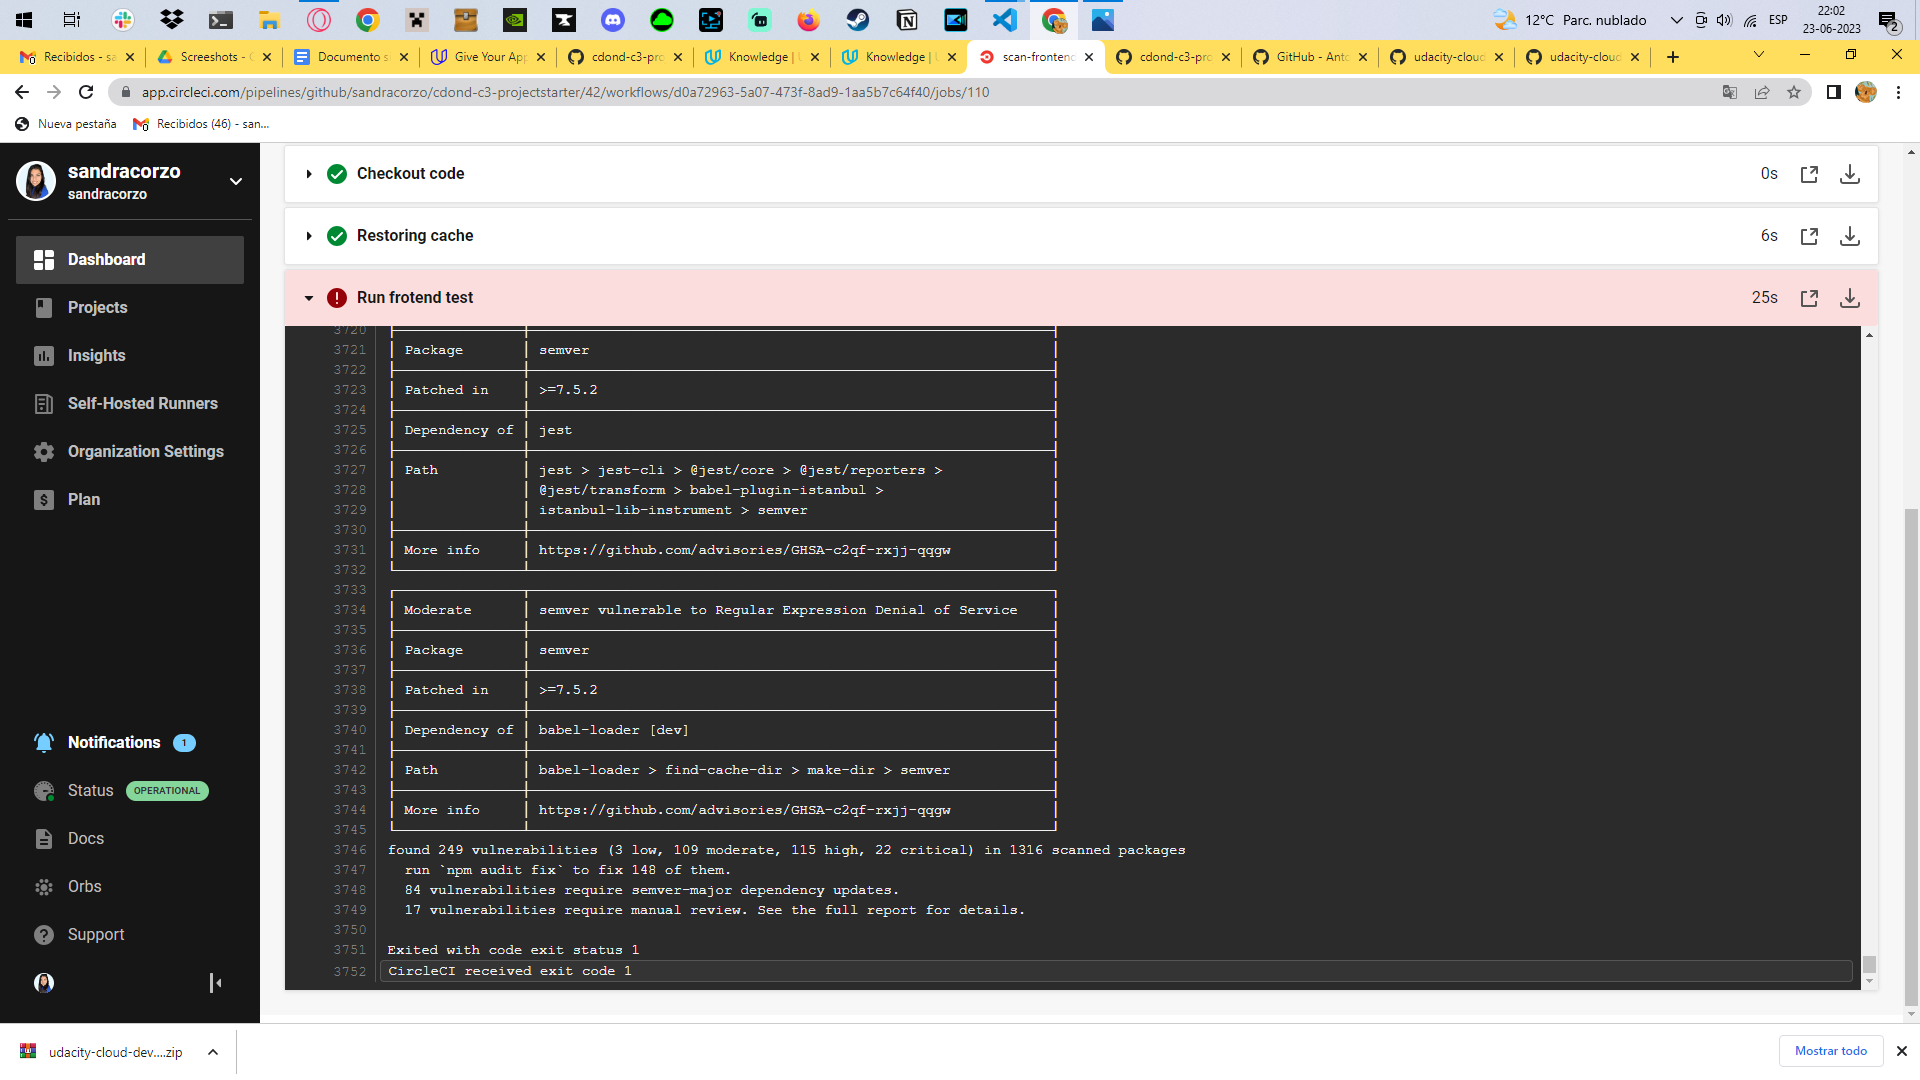 12°C Parc. nublado
ESP
22:02
23-06-2023
2
Recibidos - sa
Screeshots - G
Documento s
Give Your App
cdond-c3-pro
Knowledge | U
Knowledge | U
scan-frontend
cdond-c3-pro
GitHub - Anto
udacity-cloud
udacity-cloud
app.circleci.com/pipelines/github/sandracorzo/cdond-c3-projectstarter/42/workflows/d0a72963-5a07-473f-8ad9-1aa5b7c64f40/jobs/110
Nueva pestaña
Recibidos (46) - san...
sandracorzo
sandracorzo
Dashboard
Projects
Insights
Self-Hosted Runners
Organization Settings
Plan
Notifications 1
Status OPERATIONAL
Docs
Orbs
Support
Checkout code 0s
Restoring cache 6s
Run frotend test 25s
3720
3721 Package semver
3722
3723 Patched in >=7.5.2
3724
3725 Dependency of jest
3726
3727 Path jest > jest-cli > @jest/core > @jest/reporters >
3728 @jest/transform > babel-plugin-istanbul >
3729 istanbul-lib-instrument > semver
3730
3731 More info https://github.com/advisories/GHSA-c2qf-rxjj-qqgw
3732
3733
3734 Moderate semver vulnerable to Regular Expression Denial of Service
3735
3736 Package semver
3737
3738 Patched in >=7.5.2
3739
3740 Dependency of babel-loader [dev]
3741
3742 Path babel-loader > find-cache-dir > make-dir > semver
3743
3744 More info https://github.com/advisories/GHSA-c2qf-rxjj-qqgw
3745
3746 found 249 vulnerabilities (3 low, 109 moderate, 115 high, 22 critical) in 1316 scanned packages
3747 run `npm audit fix` to fix 148 of them.
3748 84 vulnerabilities require semver-major dependency updates.
3749 17 vulnerabilities require manual review. See the full report for details.
3750
3751 Exited with code exit status 1
3752 CircleCI received exit code 1
udacity-cloud-dev....zip
Mostrar todo